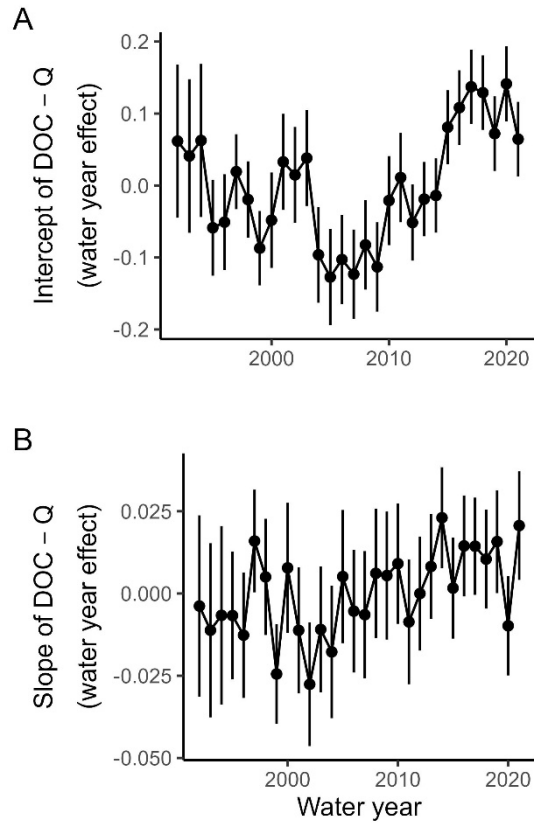 A
Intercept of DOC – Q
(water year effect)
0.2
0.1
0.0
-0.1
-0.2
2000
2010
2020
B
Slope of DOC – Q
(water year effect)
0.025
0.000
-0.025
-0.050
2000
2010
2020
Water year